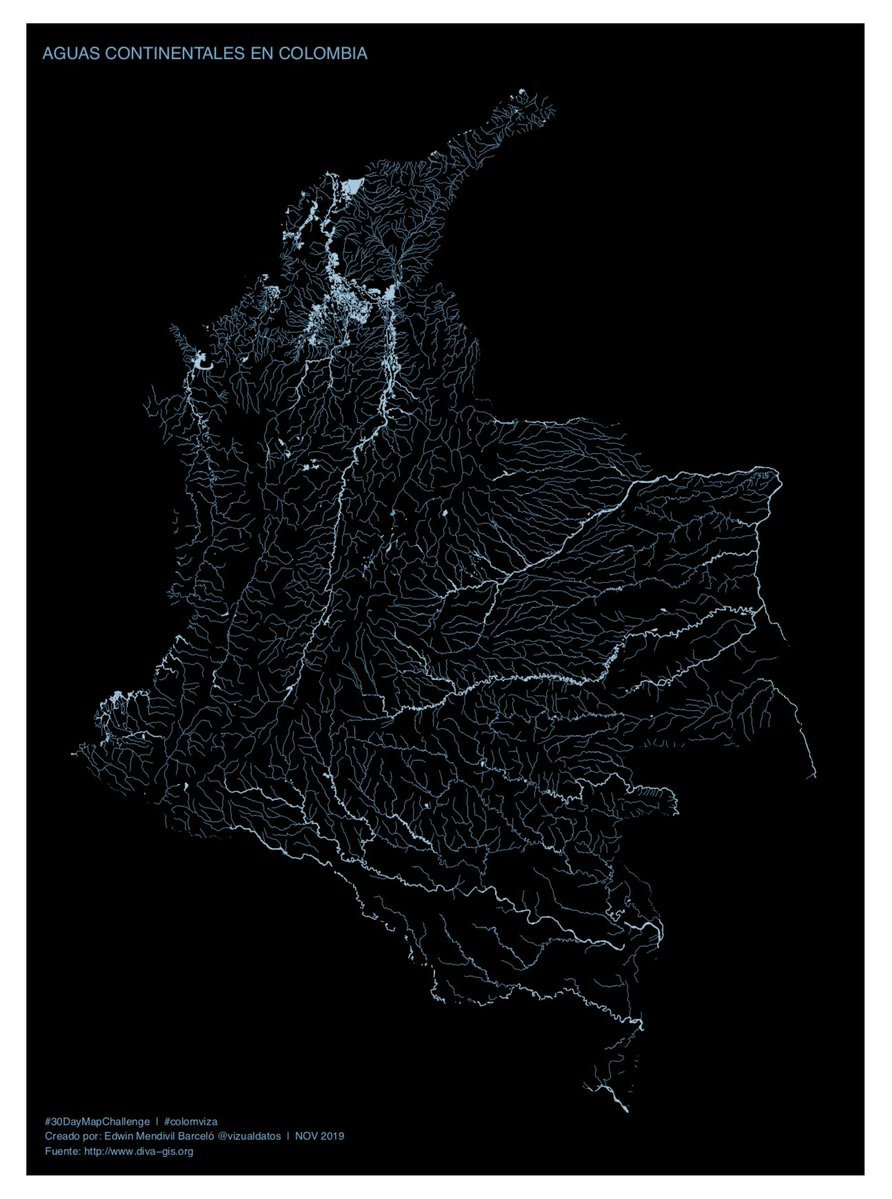 AGUAS CONTINENTALES EN COLOMBIA
#30DayMapChallenge | #colomviza
Creado por: Edwin Mendivil Barceló @vizualdatos | NOV 2019
Fuente: http://www.diva-gis.org